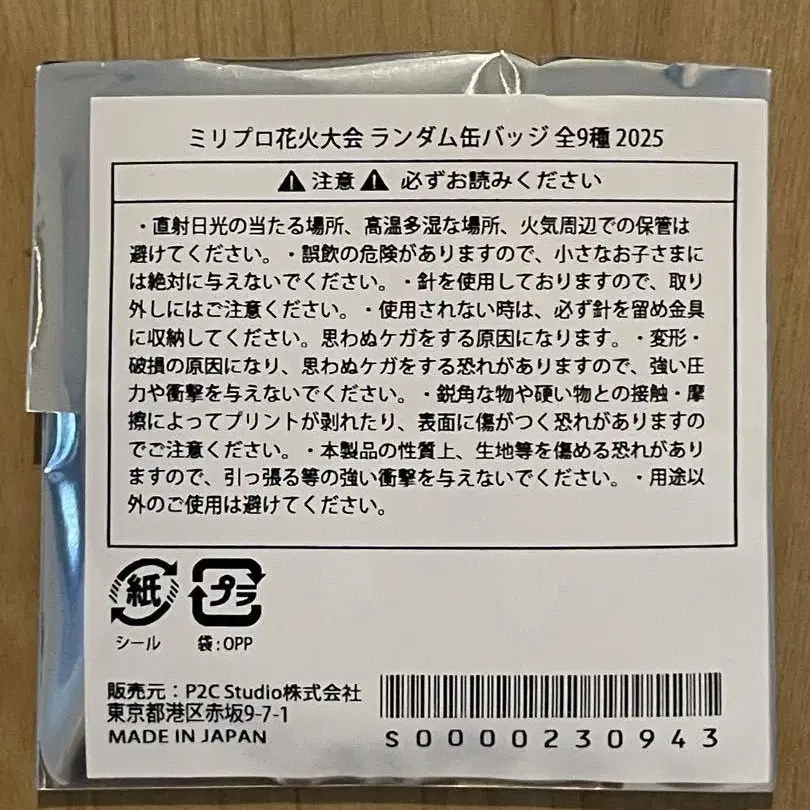 ミリプロ花火大会 ランダム缶バッジ 全9種 2025
⚠ 注意 ⚠ 必ずお読みください
・直射日光の当たる場所、高温多湿な場所、火気周辺での保管は
避けてください。・誤飲の危険がありますので、小さなお子さまに
は絶対に与えないでください。・針を使用しておりますので、取り
外しにはご注意ください。・使用されない時は、必ず針を留め金具
に収納してください。思わぬケガをする原因になります。・変形・
破損の原因になり、思わぬケガをする恐れがありますので、強い圧
力や衝撃を与えないでください。・鋭角な物や硬い物との接触・摩
擦によってプリントが剥れたり、表面に傷がつく恐れがありますの
でご注意ください。・本製品の性質上、生地等を傷める恐れがあり
ますので、引っ張る等の強い衝撃を与えないでください。・用途以
外のご使用は避けてください。
紙 プラ
シール 袋:OPP
販売元:P2C Studio株式会社
東京都港区赤坂9-7-1
MADE IN JAPAN
S0000230943